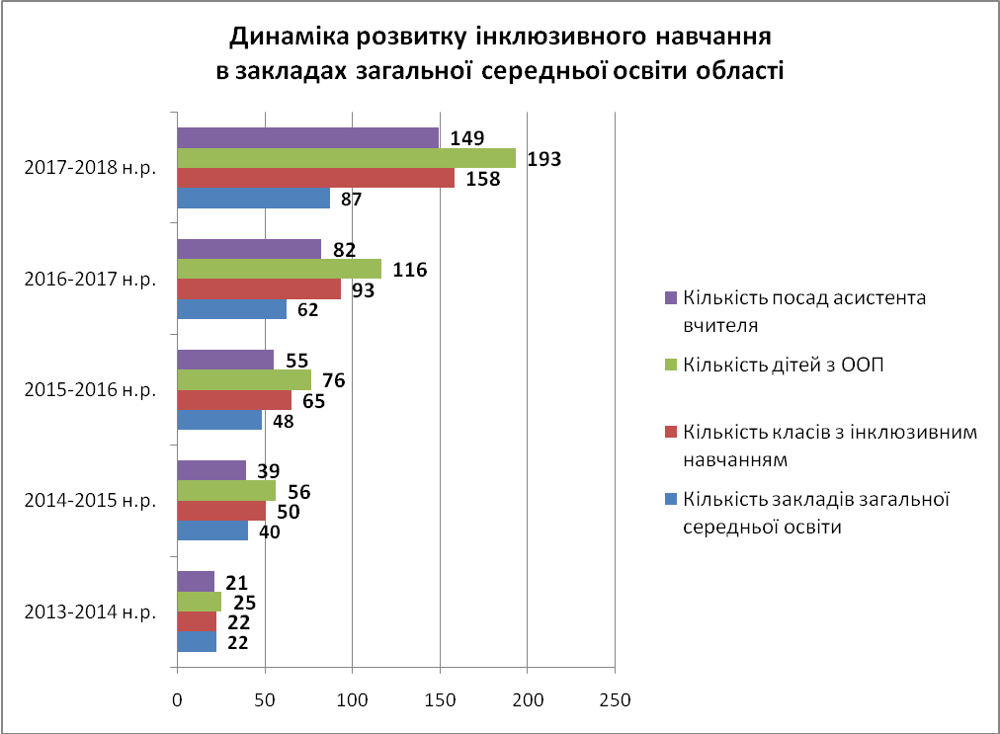 Динаміка розвитку інклюзивного навчання
в закладах загальної середньої освіти області
2017-2018 н.р.
149
193
158
87
2016-2017 н.р.
82
116
93
62
2015-2016 н.р.
55
76
65
48
2014-2015 н.р.
39
56
50
40
2013-2014 н.р.
21
25
22
22
0 50 100 150 200 250
Кількість посад асистента
вчителя
Кількість дітей з ООП
Кількість класів з інклюзивним
навчанням
Кількість закладів загальної
середньої освіти